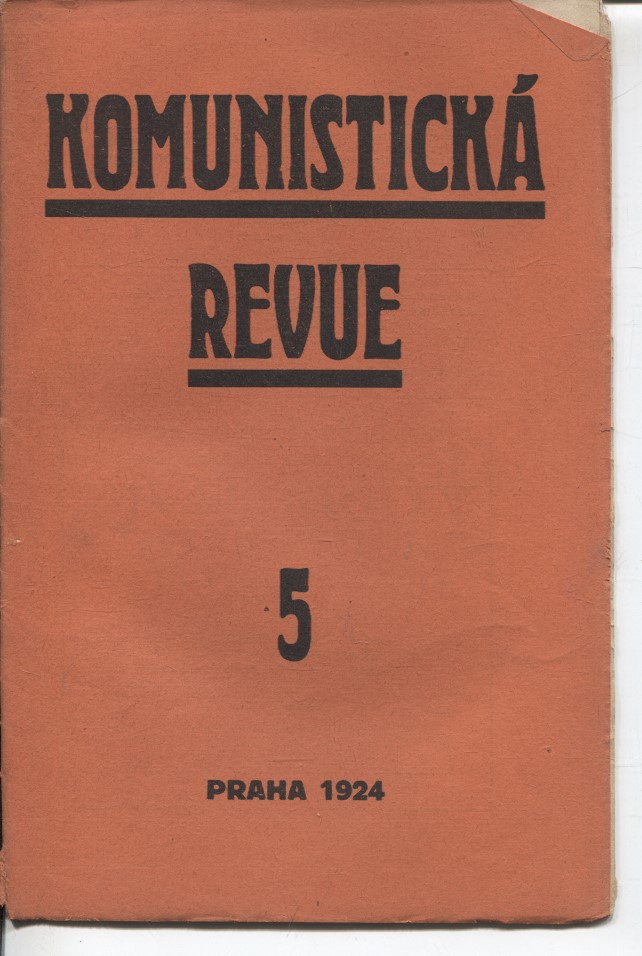 KOMUNISTICKÁ
REVUE
5
PRAHA 1924